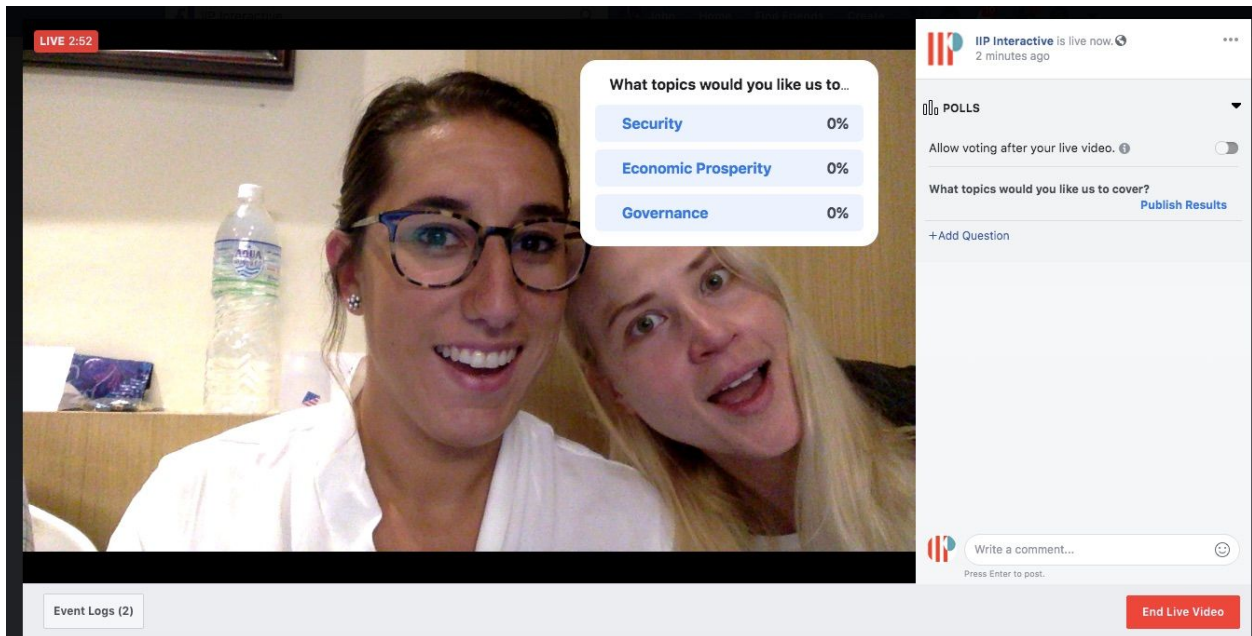 LIVE 2:52
What topics would you like us to...
Security 0%
Economic Prosperity 0%
Governance 0%
AQUA
IIP Interactive is live now.
2 minutes ago
POLLS
Allow voting after your live video.
What topics would you like us to cover?
Publish Results
+Add Question
Write a comment...
Press Enter to post.
Event Logs (2)
End Live Video